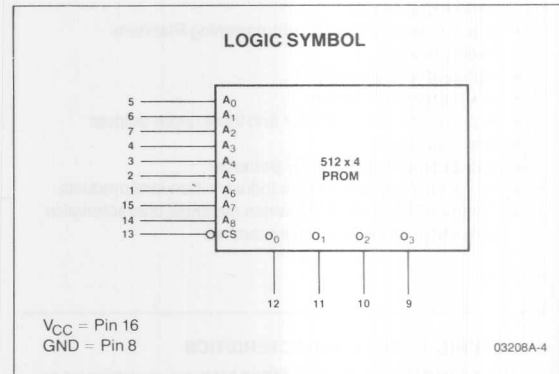 LOGIC SYMBOL
5 A₀
6 A₁
7 A₂
4 A₃
3 A₄
2 A₅
A₆
15 A₇
14 A₈
13 CS
512 x 4
PROM
O₀ O₁ O₂ O₃
12 11 10 9
VCC = Pin 16
GND = Pin 8
03208A-4